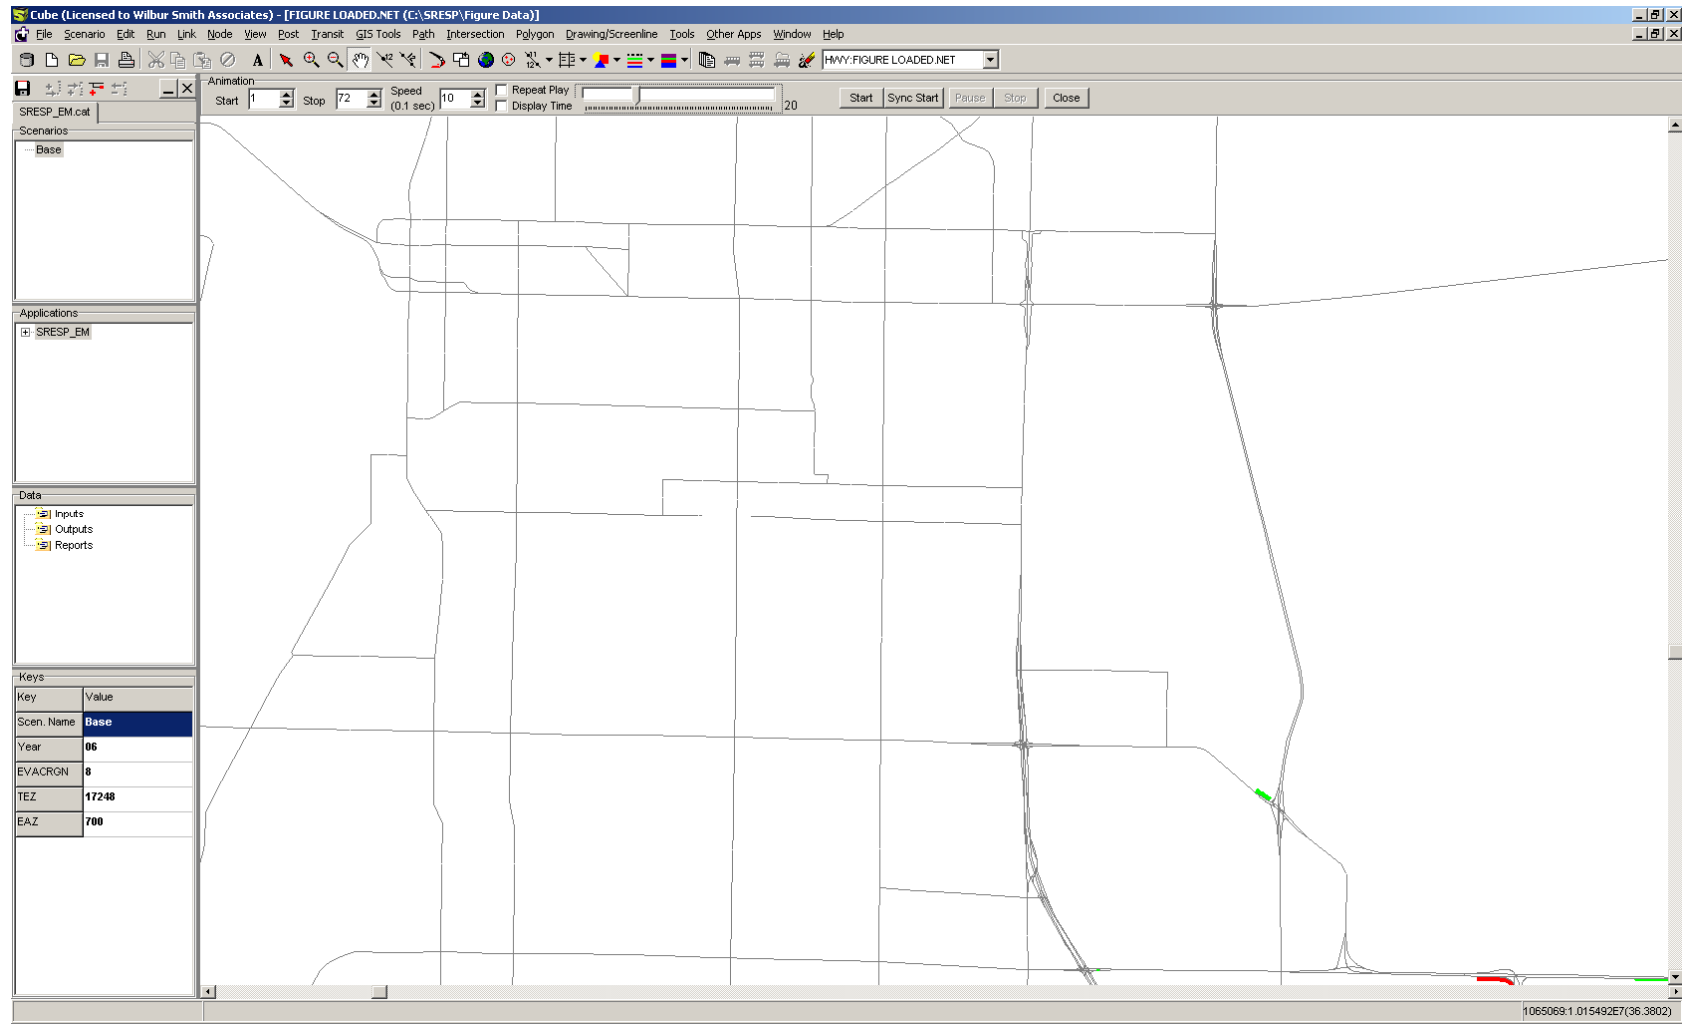 Cube (Licensed to Wilbur Smith Associates) - [FIGURE LOADED.NET (C:\SRESP\Figure Data)]
File Scenario Edit Run Link Node View Post Transit GIS Tools Path Intersection Polygon Drawing/Screenline Tools Other Apps Window Help
HWY:FIGURE LOADED.NET
Animation
Start 1 Stop 72 Speed (0.1 sec) 10 Repeat Play Display Time 20 Start Sync Start Pause Stop Close
SRESP_EM.cat
Scenarios
Base
Applications
SRESP_EM
Data
Inputs
Outputs
Reports
Keys
Key Value
Scen. Name Base
Year 06
EVACRGN 8
TEZ 17248
EAZ 700
1065069:1.015492E7(36.3802)